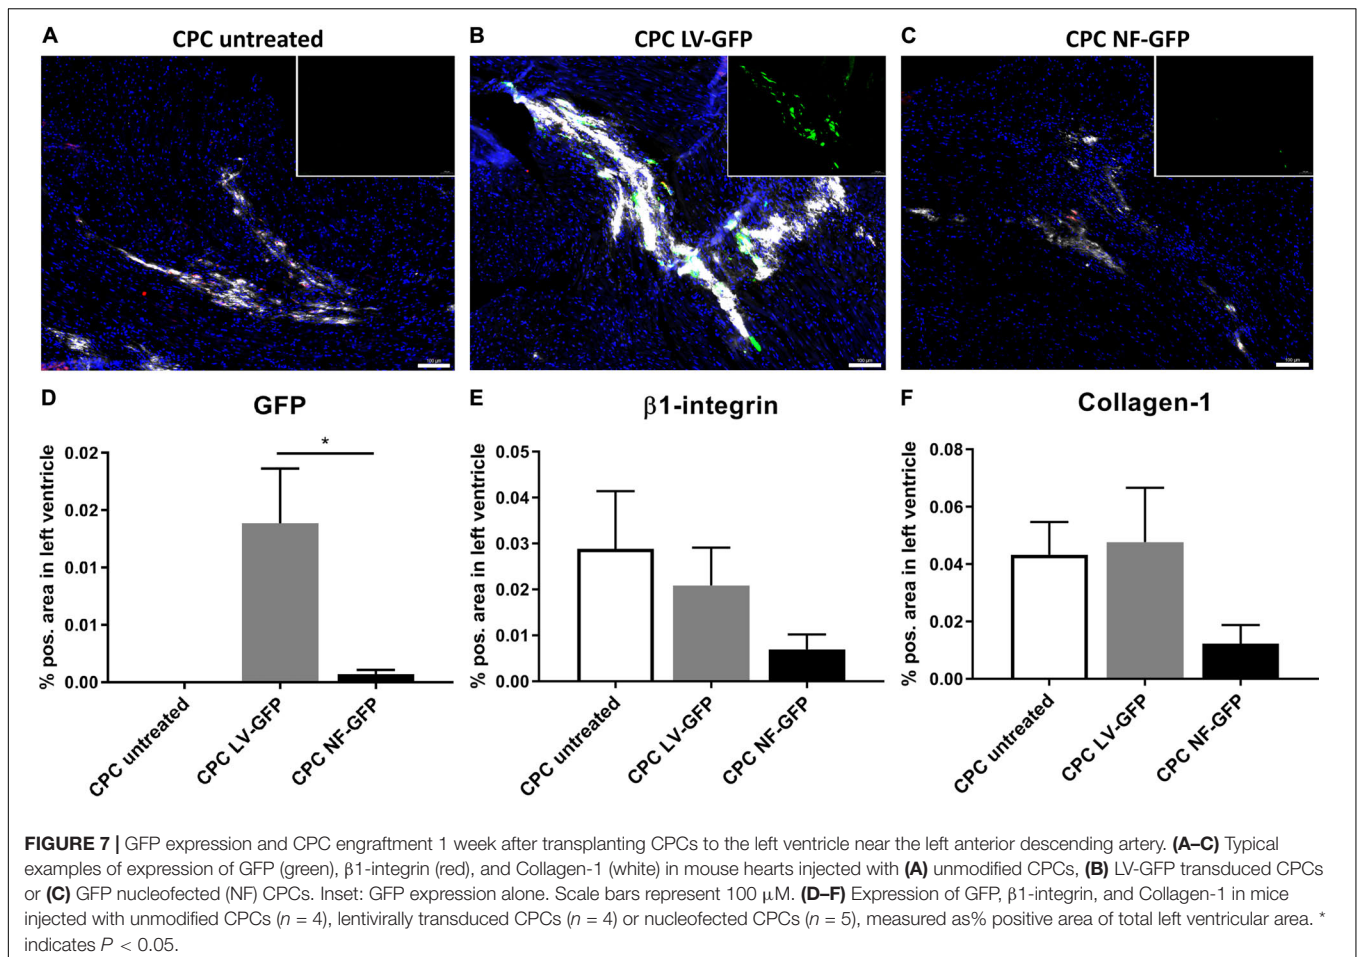 A
CPC untreated
B
CPC LV-GFP
C
CPC NF-GFP
100 µm
100 µm
100 µm
D
GFP
% pos. area in left ventricle
0.02
0.02
0.01
0.01
0.00
CPC untreated
CPC LV-GFP
CPC NF-GFP
*
E
β1-integrin
% pos. area in left ventricle
0.05
0.04
0.03
0.02
0.01
0.00
CPC untreated
CPC LV-GFP
CPC NF-GFP
F
Collagen-1
% pos. area in left ventricle
0.08
0.06
0.04
0.02
0.00
CPC untreated
CPC LV-GFP
CPC NF-GFP
FIGURE 7 | GFP expression and CPC engraftment 1 week after transplanting CPCs to the left ventricle near the left anterior descending artery. (A–C) Typical
examples of expression of GFP (green), β1-integrin (red), and Collagen-1 (white) in mouse hearts injected with (A) unmodified CPCs, (B) LV-GFP transduced CPCs
or (C) GFP nucleofected (NF) CPCs. Inset: GFP expression alone. Scale bars represent 100 μM. (D–F) Expression of GFP, β1-integrin, and Collagen-1 in mice
injected with unmodified CPCs (n = 4), lentivirally transduced CPCs (n = 4) or nucleofected CPCs (n = 5), measured as% positive area of total left ventricular area. *
indicates P < 0.05.